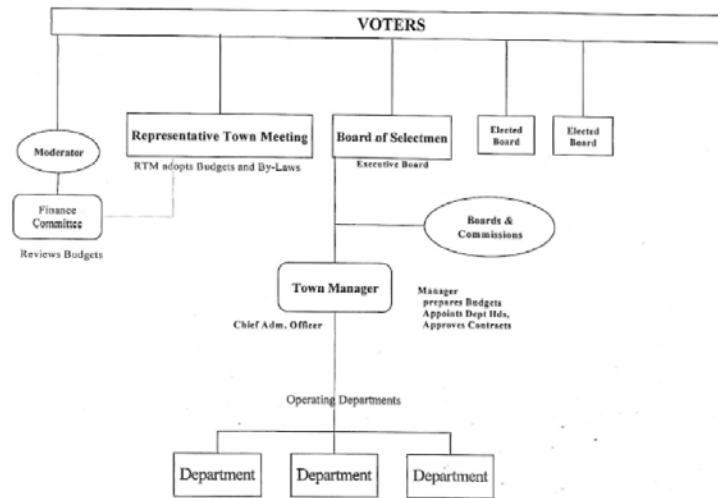 VOTERS
Representative Town Meeting
Board of Selectmen
Elected
Board
Elected
Board
Moderator
RTM adopts Budgets and By-Laws
Executive Board
Finance
Committee
Boards &
Commissions
Reviews Budgets
Town Manager
Manager
prepares Budgets
Appoints Dept Hds,
Approves Contracts
Chief Adm. Officer
Operating Departments
Department
Department
Department